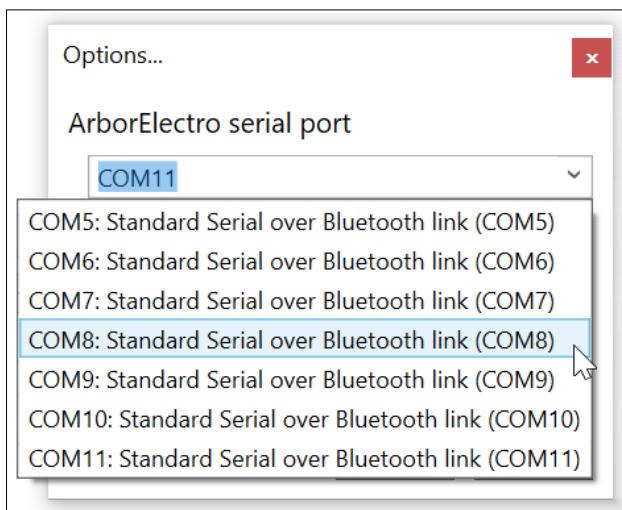 Options...
x
ArborElectro serial port
COM11
COM5: Standard Serial over Bluetooth link (COM5)
COM6: Standard Serial over Bluetooth link (COM6)
COM7: Standard Serial over Bluetooth link (COM7)
COM8: Standard Serial over Bluetooth link (COM8)
COM9: Standard Serial over Bluetooth link (COM9)
COM10: Standard Serial over Bluetooth link (COM10)
COM11: Standard Serial over Bluetooth link (COM11)